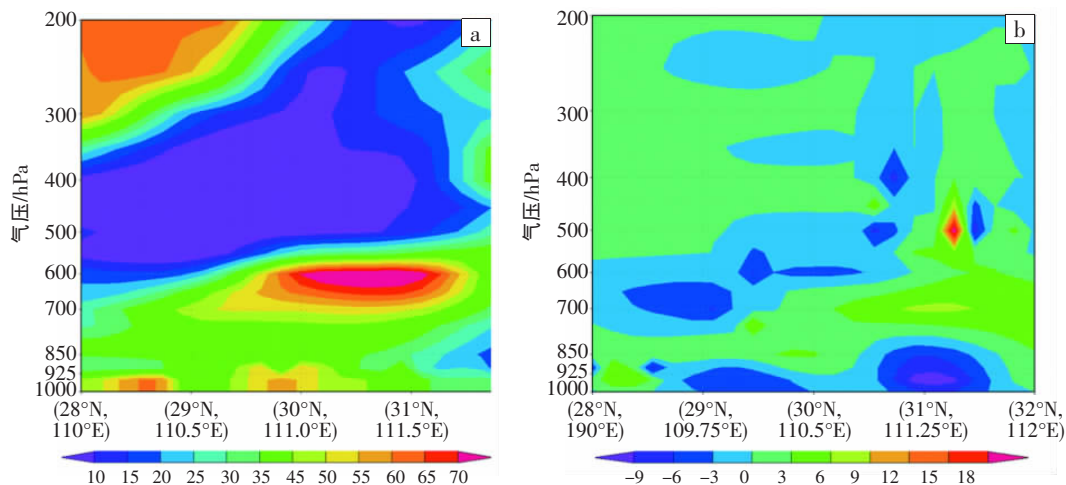 a
200
300
400
500
600
700
850
925
1000
气压/hPa
(28°N, (29°N, (30°N, (31°N,
110°E) 110.5°E) 111.0°E) 111.5°E)
10 15 20 25 30 35 45 50 55 60 65 70
b
200
300
400
500
600
700
850
925
1000
气压/hPa
(28°N (29°N, (30°N, (31°N, (32°N
190°E) 109.75°E) 110.5°E) 111.25°E) 112°E)
−9 −6 −3 0 3 6 9 12 15 18